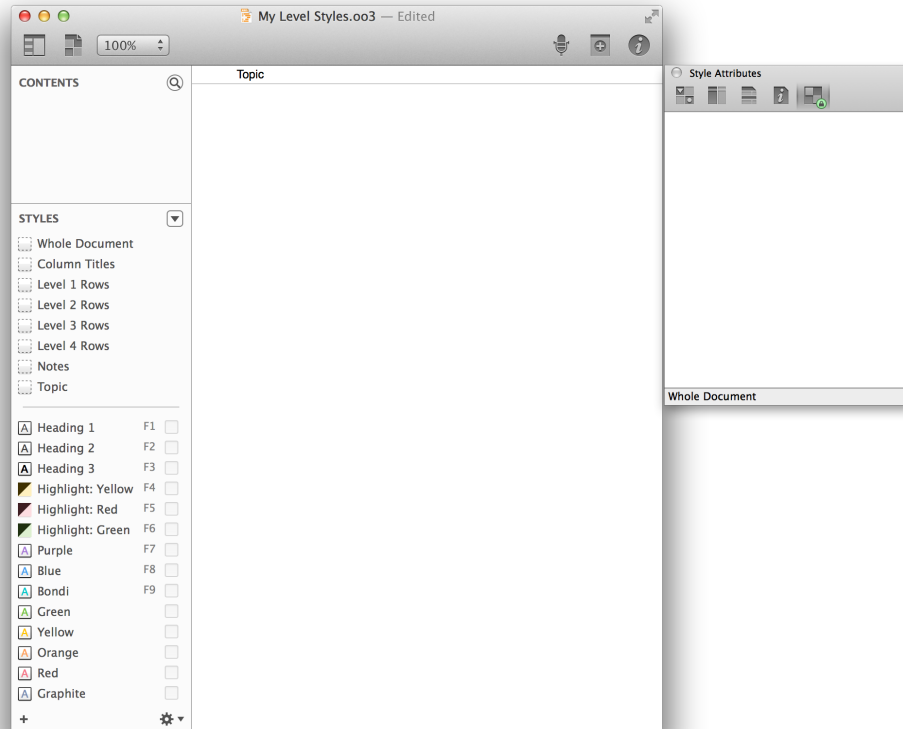 My Level Styles.oo3 — Edited
100%
CONTENTS
Topic
Style Attributes
STYLES
Whole Document
Column Titles
Level 1 Rows
Level 2 Rows
Level 3 Rows
Level 4 Rows
Notes
Topic
Whole Document
Heading 1 F1
Heading 2 F2
Heading 3 F3
Highlight: Yellow F4
Highlight: Red F5
Highlight: Green F6
Purple F7
Blue F8
Bondi F9
Green
Yellow
Orange
Red
Graphite